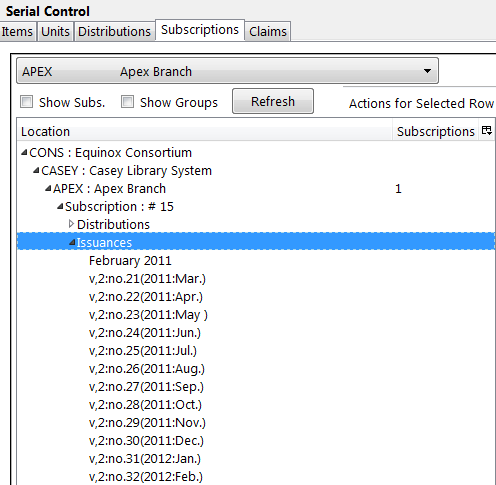 Serial Control
Items Units Distributions Subscriptions Claims
APEX Apex Branch
Show Subs. Show Groups Refresh Actions for Selected Row
Location Subscriptions
CONS : Equinox Consortium
CASEY : Casey Library System
APEX : Apex Branch 1
Subscription : # 15
Distributions
Issuances
February 2011
v,2:no.21(2011:Mar.)
v,2:no.22(2011:Apr.)
v,2:no.23(2011:May )
v,2:no.24(2011:Jun.)
v,2:no.25(2011:Jul.)
v,2:no.26(2011:Aug.)
v,2:no.27(2011:Sep.)
v,2:no.28(2011:Oct.)
v,2:no.29(2011:Nov.)
v,2:no.30(2011:Dec.)
v,2:no.31(2012:Jan.)
v,2:no.32(2012:Feb.)